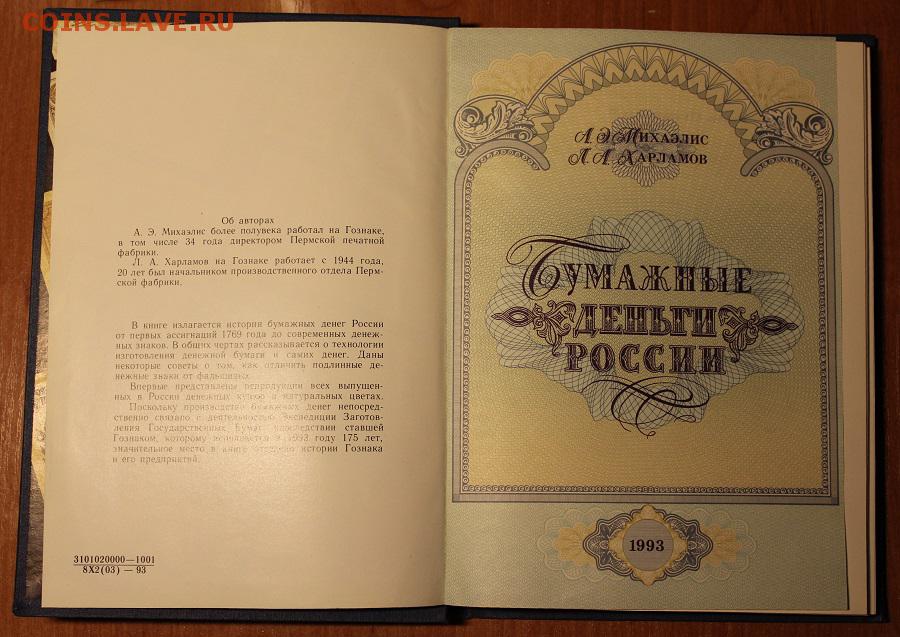 COINS.LAVE.RU
Об авторах
А. Э. Михаэлис более полувека работал на Гознаке,
в том числе 34 года директором Пермской печатной
фабрики.
Л. А. Харламов на Гознаке работает с 1944 года,
20 лет был начальником производственного отдела Перм-
ской фабрики.
В книге излагается история бумажных денег России
от первых ассигнаций 1769 года до современных денеж-
ных знаков. В общих чертах рассказывается о технологии
изготовления денежной бумаги и самих денег. Даны
некоторые советы о том, как отличить подлинные де-
нежные знаки от фальшивых.
Впервые представлены репродукции всех выпущен-
ных в России денежных купюр в натуральных цветах.
Поскольку производство бумажных денег непосред-
ственно связано с деятельностью Экспедиции Заготов-
ления Государственных Бумаг, впоследствии ставшей
Гознаком, которому исполняется в 1993 году 175 лет,
значительное место в книге отведено истории Гознака
и его предприятий.
3101020000—1001
8X2(03) — 93
А. Э. МИХАЭЛИС
Л. А. ХАРЛАМОВ
БУМАЖНЫЕ
ДЕНЬГИ
РОССИИ
1993